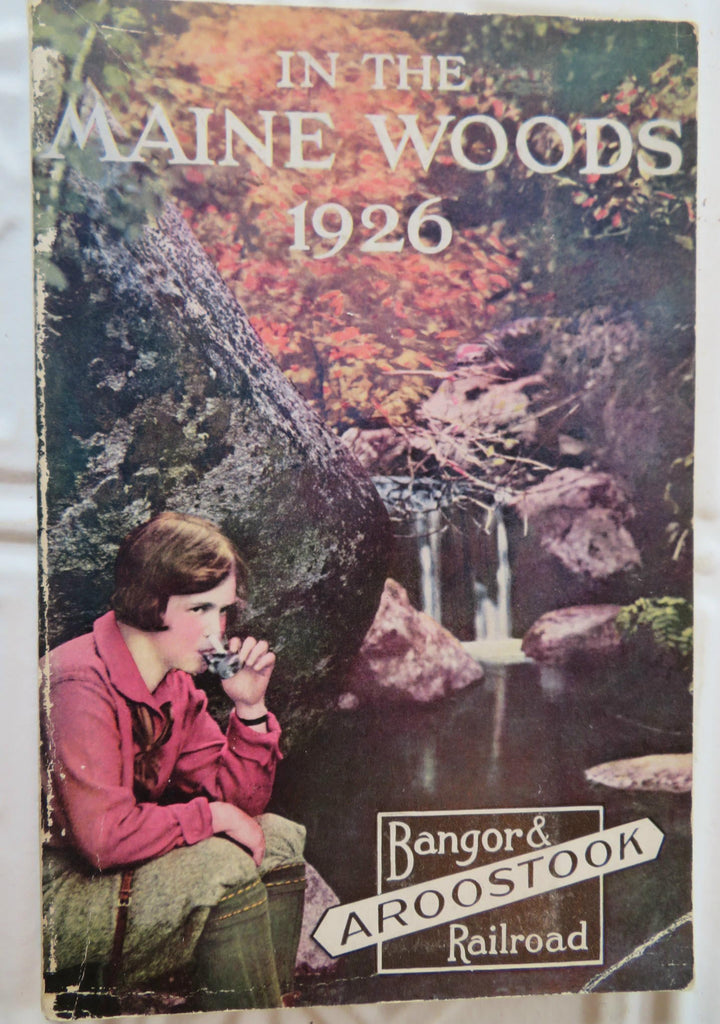 IN THE
MAINE WOODS
1926
Bangor &
AROOSTOOK
Railroad